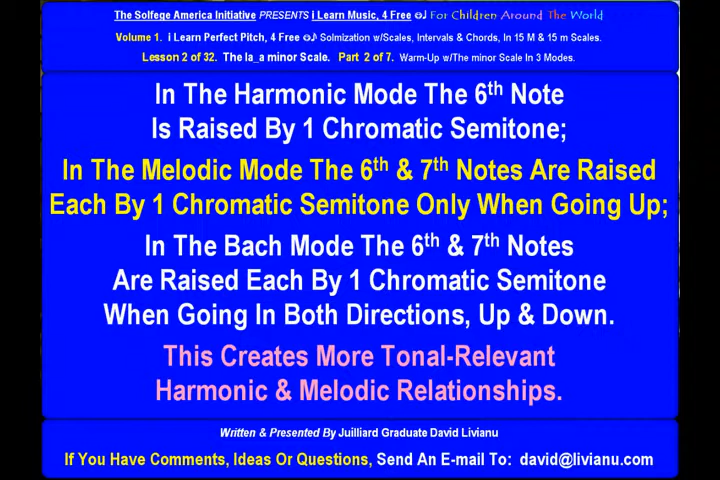 The Solfege America Initiative PRESENTS i Learn Music, 4 Free For Children Around The World
Volume 1. i Learn Perfect Pitch, 4 Free Solmization w/Scales, Intervals & Chords, In 15 M & 15 m Scales.
Lesson 2 of 32. The la_a minor Scale. Part 2 of 7. Warm-Up w/The minor Scale In 3 Modes.
In The Harmonic Mode The 6th Note
Is Raised By 1 Chromatic Semitone;
In The Melodic Mode The 6th & 7th Notes Are Raised
Each By 1 Chromatic Semitone Only When Going Up;
In The Bach Mode The 6th & 7th Notes
Are Raised Each By 1 Chromatic Semitone
When Going In Both Directions, Up & Down.
This Creates More Tonal-Relevant
Harmonic & Melodic Relationships.
Written & Presented By Juilliard Graduate David Livianu
If You Have Comments, Ideas Or Questions, Send An E-mail To: david@livianu.com